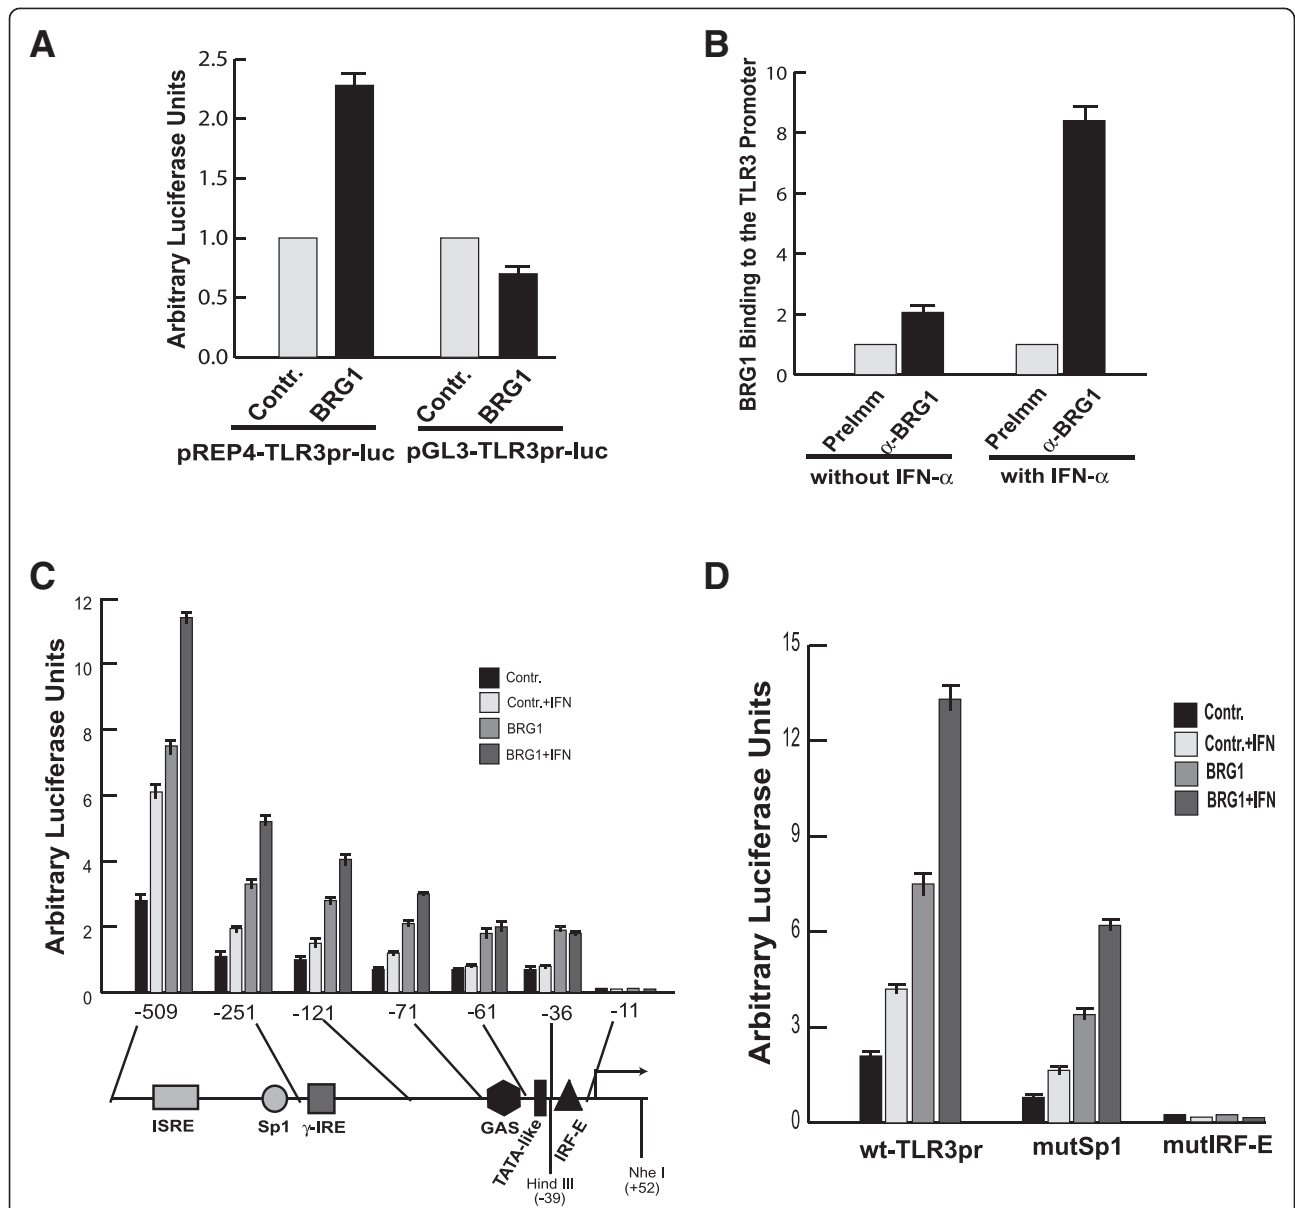 A
Arbitrary Luciferase Units
2.5
2.0
1.5
1.0
0.5
0.0
Contr.
BRG1
Contr.
BRG1
pREP4-TLR3pr-luc
pGL3-TLR3pr-luc
B
BRG1 Binding to the TLR3 Promoter
10
8
6
4
2
0
PreImm
α-BRG1
PreImm
α-BRG1
without IFN-α
with IFN-α
C
Arbitrary Luciferase Units
12
10
8
6
4
2
0
Contr.
Contr.+IFN
BRG1
BRG1+IFN
-509
-251
-121
-71
-61
-36
-11
ISRE
Sp1
γ-IRE
GAS
TATA-like
IRF-E
Hind III
(-39)
Nhe I
(+52)
D
Arbitrary Luciferase Units
15
12
9
6
3
0
Contr.
Contr.+IFN
BRG1
BRG1+IFN
wt-TLR3pr
mutSp1
mutIRF-E